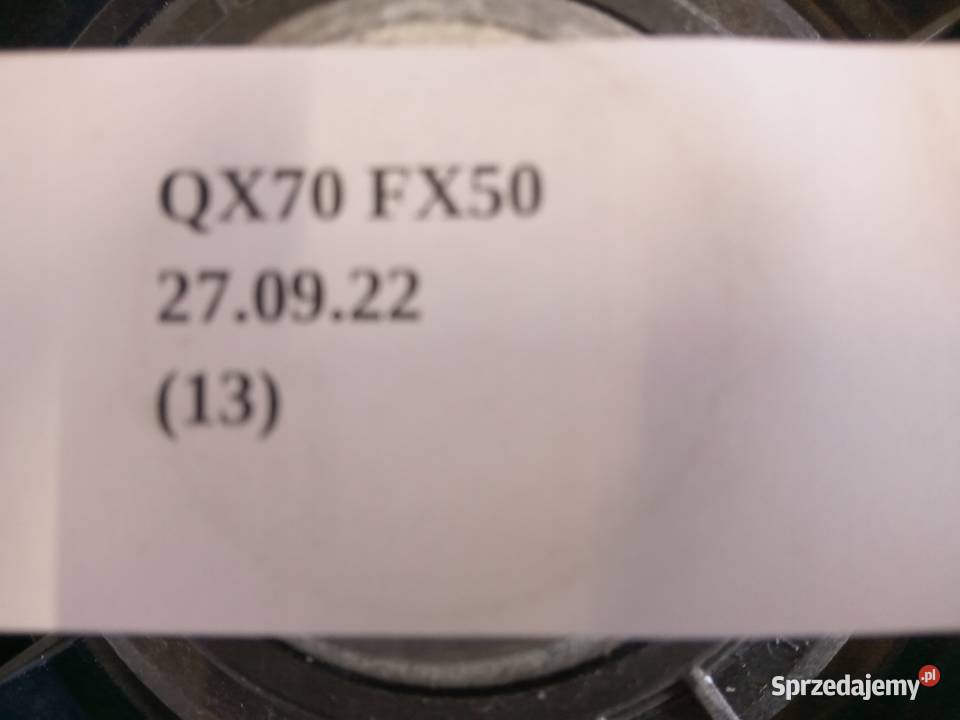 QX70 FX50
27.09.22
(13)
Sprzedajemy.pl